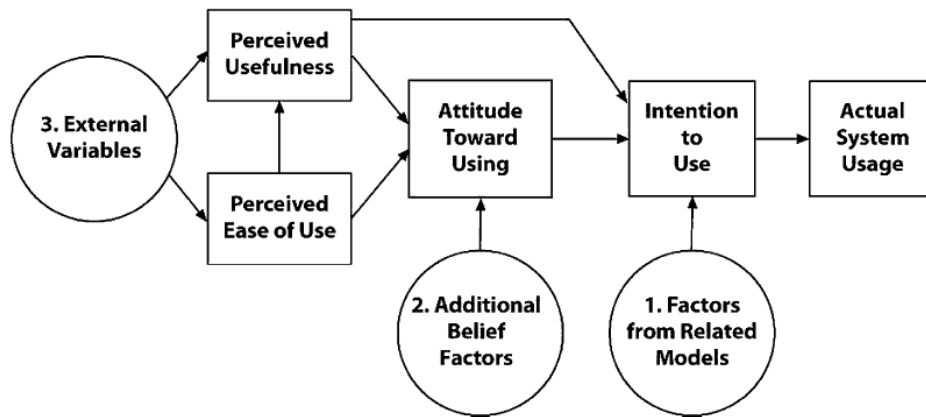 Perceived
Usefulness
3. External
Variables
Perceived
Ease of Use
Attitude
Toward
Using
Intention
to
Use
Actual
System
Usage
2. Additional
Belief
Factors
1. Factors
from Related
Models